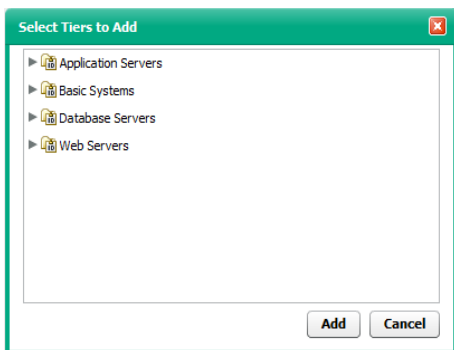 Select Tiers to Add
Application Servers
Basic Systems
Database Servers
Web Servers
Add Cancel